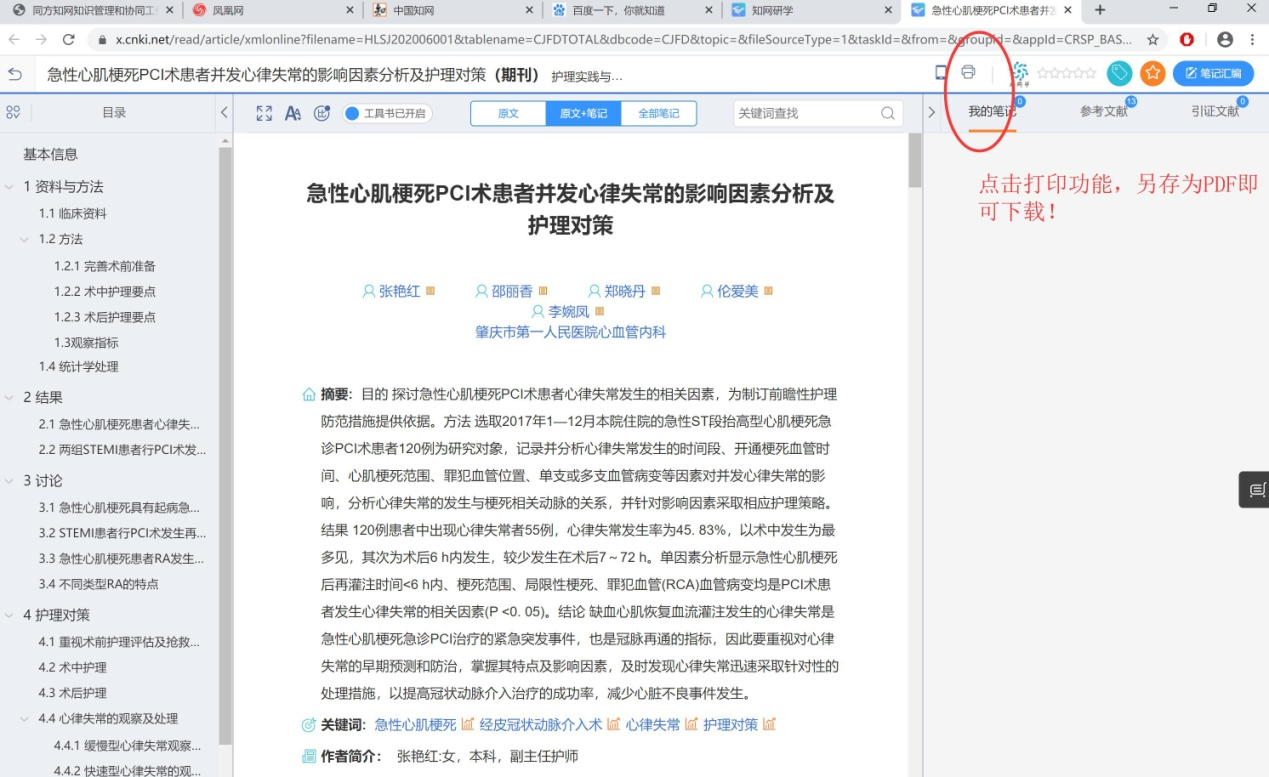 同方知网知识管理和协同工
凤凰网
中国知网
百度一下，你就知道
知网研学
急性心肌梗死PCI术患者并发
x.cnki.net/read/article/xmlonline?filename=HLSJ202006001&tablename=CJFDTOTAL&dbcode=CJFD&topic=&fileSourceType=1&taskId=&from=&groupid=&appId=CRSP_BAS...
急性心肌梗死PCI术患者并发心律失常的影响因素分析及护理对策（期刊） 护理实践与...
笔记汇编
目录
工具书已开启
原文
原文+笔记
全部笔记
关键词查找
我的笔记 0
参考文献 13
引证文献 0
点击打印功能，另存为PDF即
可下载！
基本信息
1 资料与方法
1.1 临床资料
1.2 方法
1.2.1 完善术前准备
1.2.2 术中护理要点
1.2.3 术后护理要点
1.3观察指标
1.4 统计学处理
2 结果
2.1 急性心肌梗死患者心律失...
2.2 两组STEMI患者行PCI术发...
3 讨论
3.1 急性心肌梗死具有起病急...
3.2 STEMI患者行PCI术发生再...
3.3 急性心肌梗死患者RA发生...
3.4 不同类型RA的特点
4 护理对策
4.1 重视术前护理评估及抢救...
4.2 术中护理
4.3 术后护理
4.4 心律失常的观察及处理
4.4.1 缓慢型心律失常观察...
4.4.2 快速型心律失常的观...
急性心肌梗死PCI术患者并发心律失常的影响因素分析及
护理对策
张艳红 邵丽香 郑晓丹 伦爱美
李婉凤
肇庆市第一人民医院心血管内科
摘要： 目的 探讨急性心肌梗死PCI术患者心律失常发生的相关因素，为制订前瞻性护理
防范措施提供依据。方法 选取2017年1—12月本院住院的急性ST段抬高型心肌梗死急
诊PCI术患者120例为研究对象，记录并分析心律失常发生的时间段、开通梗死血管时
间、心肌梗死范围、罪犯血管位置、单支或多支血管病变等因素对并发心律失常的影
响，分析心律失常的发生与梗死相关动脉的关系，并针对影响因素采取相应护理策略。
结果 120例患者中出现心律失常者55例，心律失常发生率为45. 83%，以术中发生为最
多见，其次为术后6 h内发生，较少发生在术后7～72 h。单因素分析显示急性心肌梗死
后再灌注时间<6 h内、梗死范围、局限性梗死、罪犯血管(RCA)血管病变均是PCI术患
者发生心律失常的相关因素(P <0. 05)。结论 缺血心肌恢复血流灌注发生的心律失常是
急性心肌梗死急诊PCI治疗的紧急突发事件，也是冠脉再通的指标，因此要重视对心律
失常的早期预测和防治，掌握其特点及影响因素，及时发现心律失常迅速采取针对性的
处理措施，以提高冠状动脉介入治疗的成功率，减少心脏不良事件发生。
关键词： 急性心肌梗死 经皮冠状动脉介入术 心律失常 护理对策
作者简介： 张艳红:女，本科，副主任护师